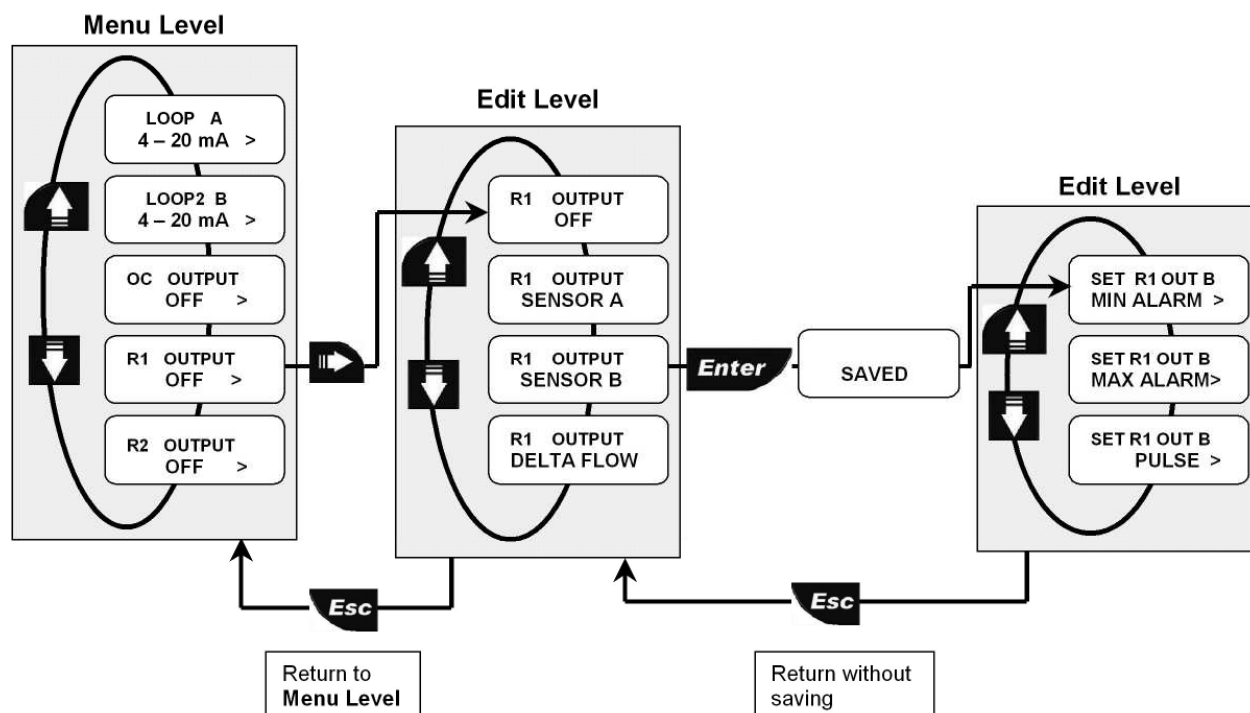 Menu Level
LOOP A
4 – 20 mA >
LOOP2 B
4 – 20 mA >
OC OUTPUT
OFF >
R1 OUTPUT
OFF >
R2 OUTPUT
OFF >
Edit Level
R1 OUTPUT
OFF
R1 OUTPUT
SENSOR A
R1 OUTPUT
SENSOR B
R1 OUTPUT
DELTA FLOW
Enter
SAVED
Edit Level
SET R1 OUT B
MIN ALARM >
SET R1 OUT B
MAX ALARM>
SET R1 OUT B
PULSE >
Esc
Esc
Return to
Menu Level
Return without
saving